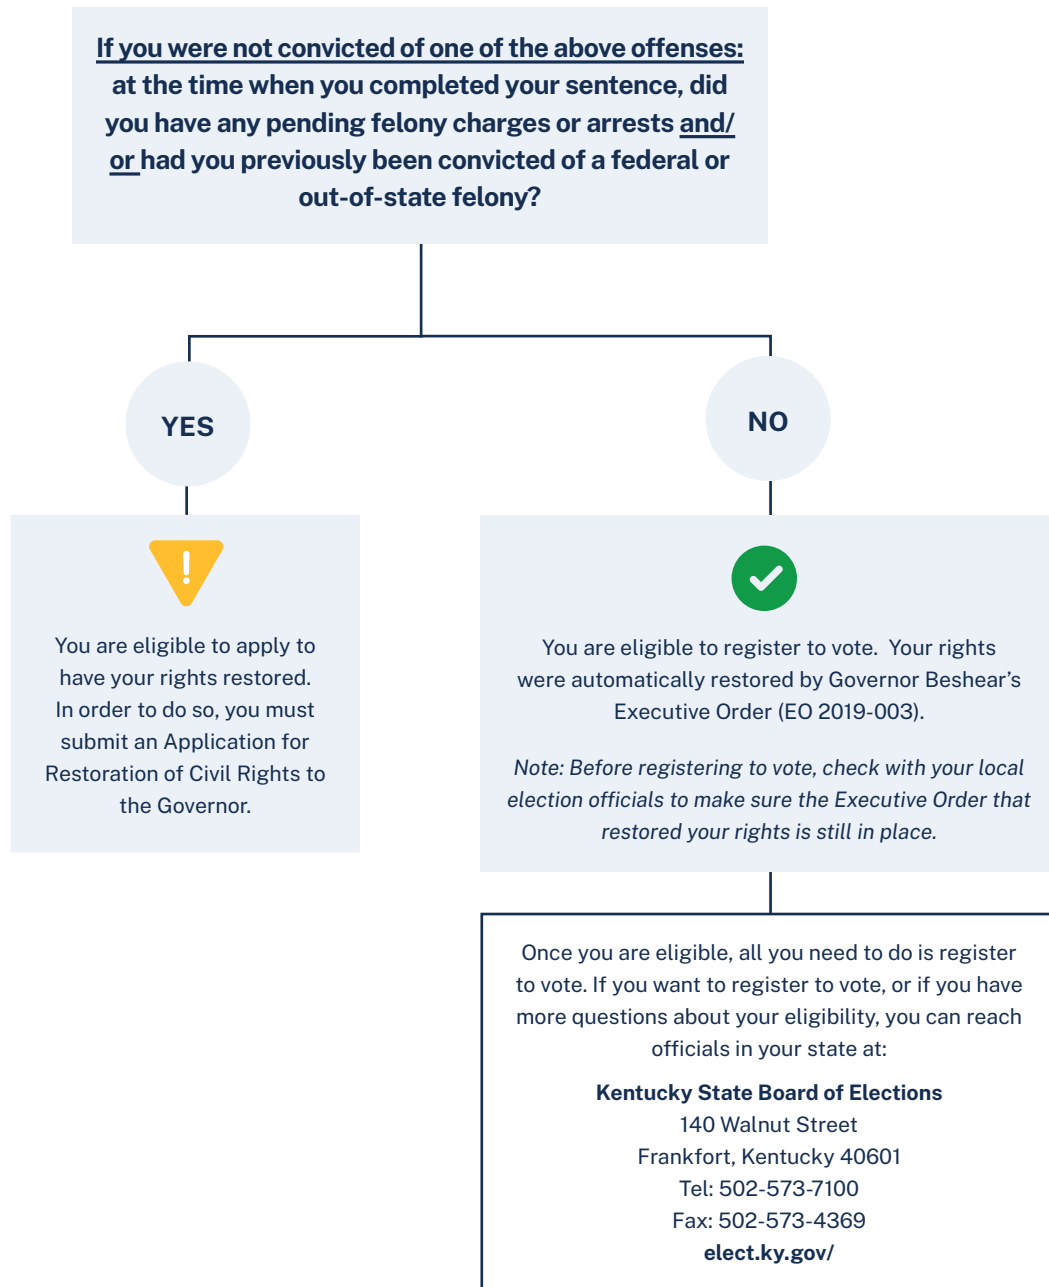 If you were not convicted of one of the above offenses:
at the time when you completed your sentence, did
you have any pending felony charges or arrests and/
or had you previously been convicted of a federal or
out-of-state felony?
YES
NO
!
You are eligible to apply to
have your rights restored.
In order to do so, you must
submit an Application for
Restoration of Civil Rights to
the Governor.
You are eligible to register to vote.  Your rights
were automatically restored by Governor Beshear’s
Executive Order (EO 2019-003).
Note: Before registering to vote, check with your local
election officials to make sure the Executive Order that
restored your rights is still in place.
Once you are eligible, all you need to do is register
to vote. If you want to register to vote, or if you have
more questions about your eligibility, you can reach
officials in your state at:
Kentucky State Board of Elections
140 Walnut Street
Frankfort, Kentucky 40601
Tel: 502-573-7100
Fax: 502-573-4369
elect.ky.gov/